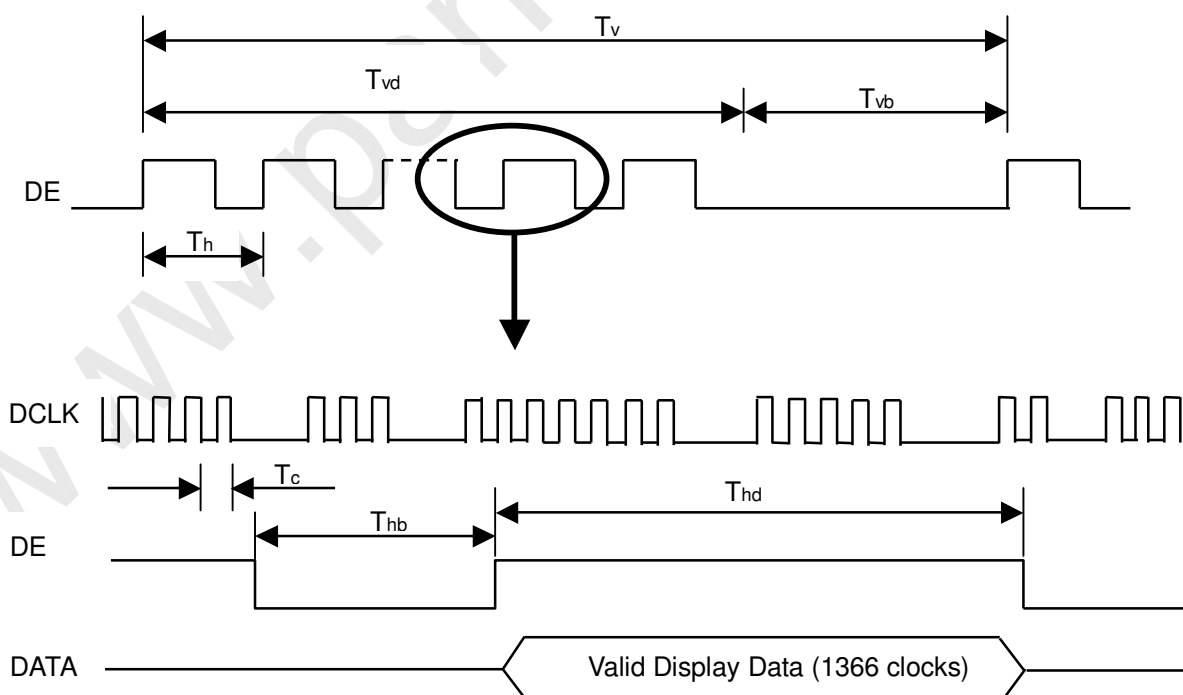 Tv
Tvd
Tvb
DE
Th
DCLK
Tc
Thd
Thb
DE
DATA
Valid Display Data (1366 clocks)